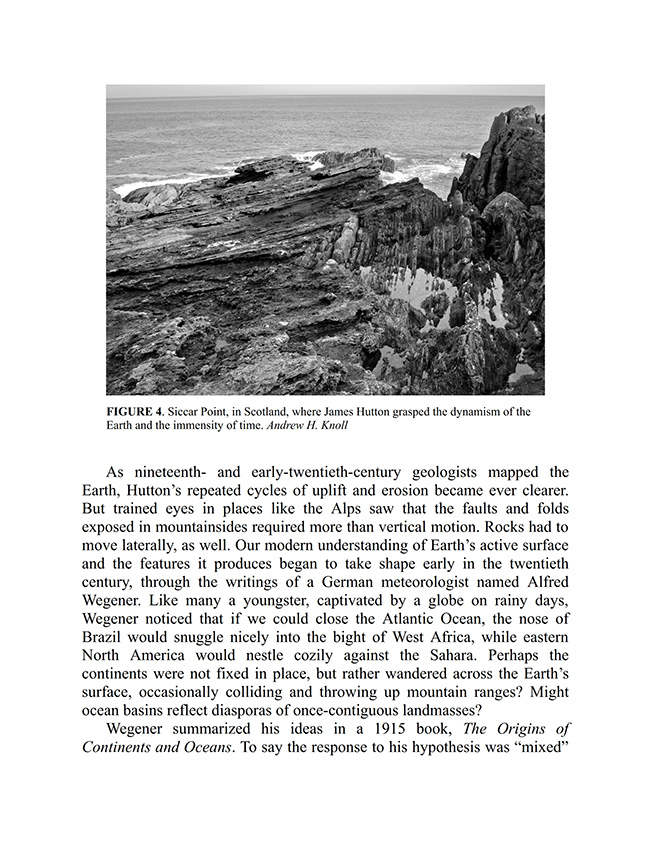 FIGURE 4. Siccar Point, in Scotland, where James Hutton grasped the dynamism of the
Earth and the immensity of time. Andrew H. Knoll
As nineteenth- and early-twentieth-century geologists mapped the
Earth, Hutton’s repeated cycles of uplift and erosion became ever clearer.
But trained eyes in places like the Alps saw that the faults and folds
exposed in mountainsides required more than vertical motion. Rocks had to
move laterally, as well. Our modern understanding of Earth’s active surface
and the features it produces began to take shape early in the twentieth
century, through the writings of a German meteorologist named Alfred
Wegener. Like many a youngster, captivated by a globe on rainy days,
Wegener noticed that if we could close the Atlantic Ocean, the nose of
Brazil would snuggle nicely into the bight of West Africa, while eastern
North America would nestle cozily against the Sahara. Perhaps the
continents were not fixed in place, but rather wandered across the Earth’s
surface, occasionally colliding and throwing up mountain ranges? Might
ocean basins reflect diasporas of once-contiguous landmasses?
Wegener summarized his ideas in a 1915 book, The Origins of
Continents and Oceans. To say the response to his hypothesis was “mixed”